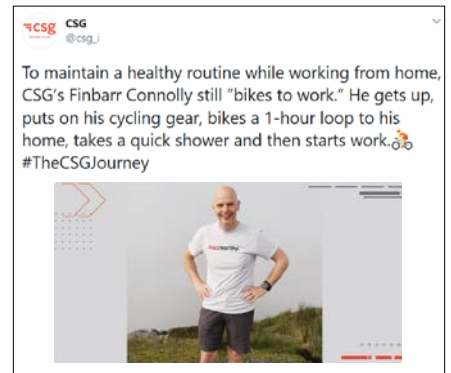 csg
CSG
@csg_i
To maintain a healthy routine while working from home,
CSG's Finbarr Connolly still "bikes to work." He gets up,
puts on his cycling gear, bikes a 1-hour loop to his
home, takes a quick shower and then starts work.🚴
#TheCSGJourney